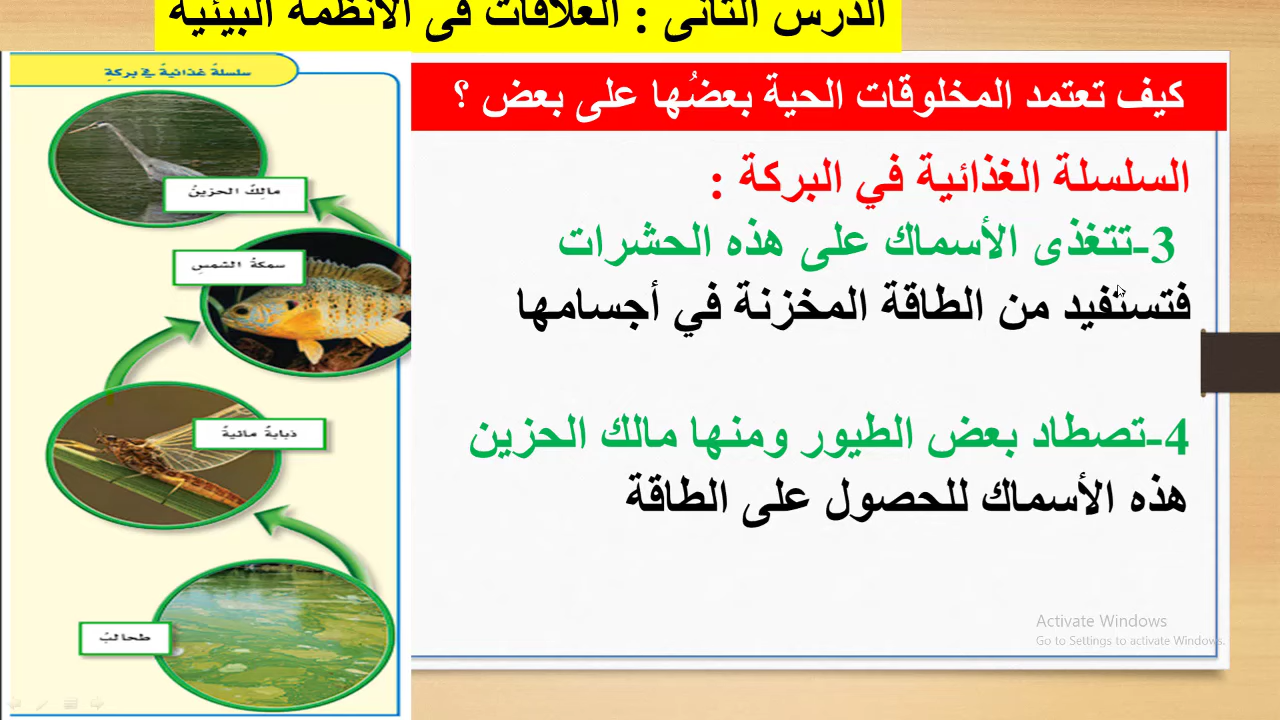 الدرس الثانى : العلاقات فى الأنظمة البيئية
كيف تعتمد المخلوقات الحية بعضُها على بعض ؟
السلسلة الغذائية في البركة :
3-تتغذى الأسماك على هذه الحشرات
فتستفيد من الطاقة المخزنة في أجسامها
4-تصطاد بعض الطيور ومنها مالك الحزين
هذه الأسماك للحصول على الطاقة
سلسلةٌ غذائيةٌ في بركةٍ
مالِكُ الحزينُ
سمكةُ الشمسِ
ذبابةٌ مائيةٌ
طحالبُ
Activate Windows
Go to Settings to activate Windows.